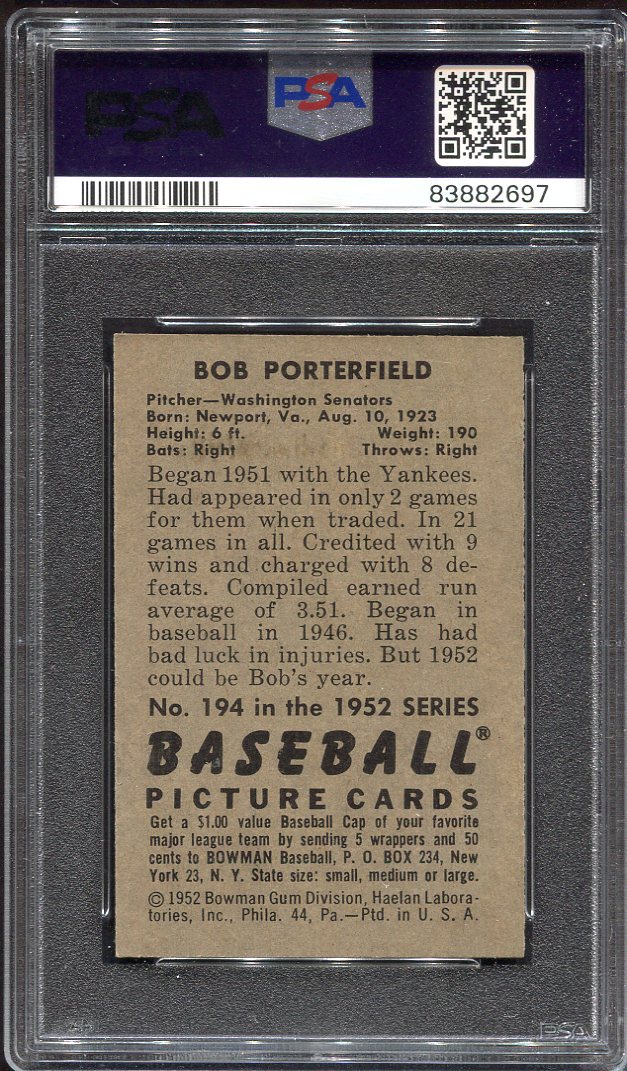 PSA
PSA
83882697
BOB PORTERFIELD
Pitcher—Washington Senators
Born: Newport, Va., Aug. 10, 1923
Height: 6 ft. Weight: 190
Bats: Right Throws: Right
Began 1951 with the Yankees.
Had appeared in only 2 games
for them when traded. In 21
games in all. Credited with 9
wins and charged with 8 de-
feats. Compiled earned run
average of 3.51. Began in
baseball in 1946. Has had
bad luck in injuries. But 1952
could be Bob's year.
No. 194 in the 1952 SERIES
BASEBALL®
PICTURE CARDS
Get a $1.00 value Baseball Cap of your favorite
major league team by sending 5 wrappers and 50
cents to BOWMAN Baseball, P. O. BOX 234, New
York 23, N. Y. State size: small, medium or large.
© 1952 Bowman Gum Division, Haelan Labora-
tories, Inc., Phila. 44, Pa.—Ptd. in U. S. A.
PSA